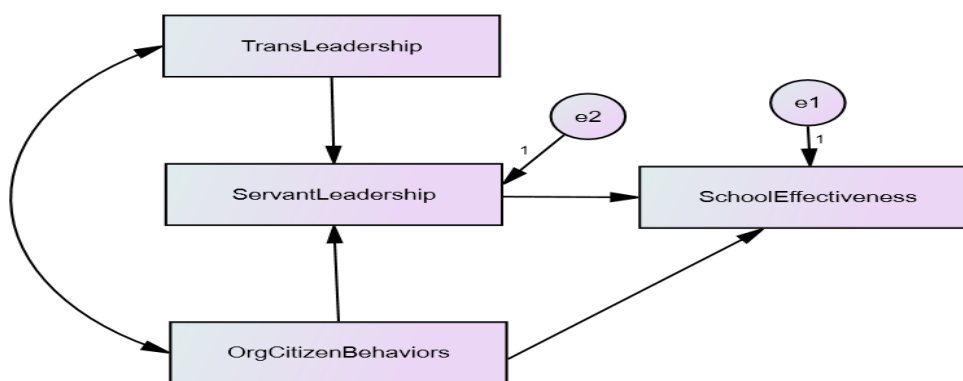 TransLeadership
e1
e2
1
1
ServantLeadership
SchoolEffectiveness
OrgCitizenBehaviors